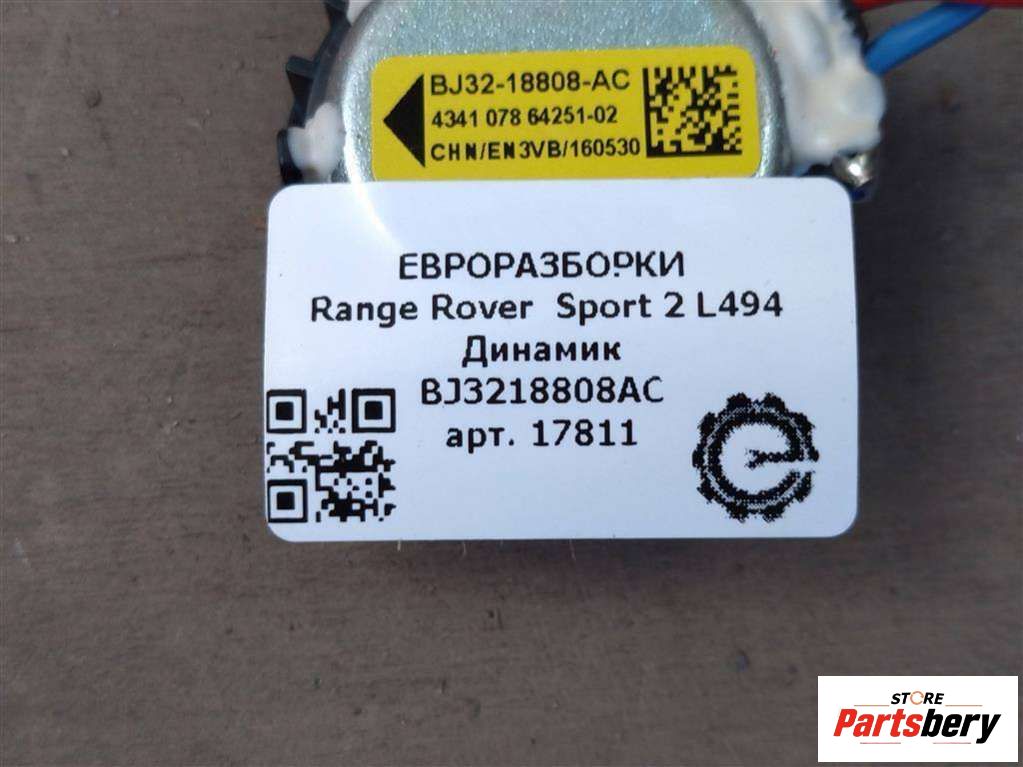 BJ32-18808-AC
4341 078 64251-02
CHN/EN3VB/160530
ЕВРОРАЗБОРКИ
Range Rover Sport 2 L494
Динамик
BJ3218808AC
арт. 17811
STORE
Partsbery